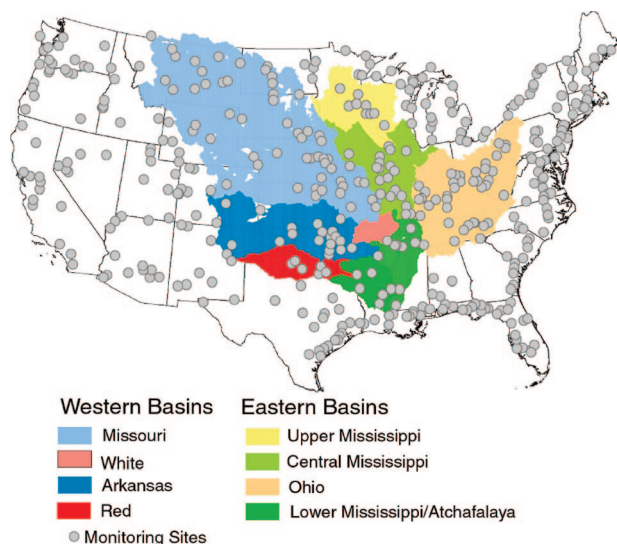 Western Basins
Missouri
White
Arkansas
Red
Monitoring Sites
Eastern Basins
Upper Mississippi
Central Mississippi
Ohio
Lower Mississippi/Atchafalaya